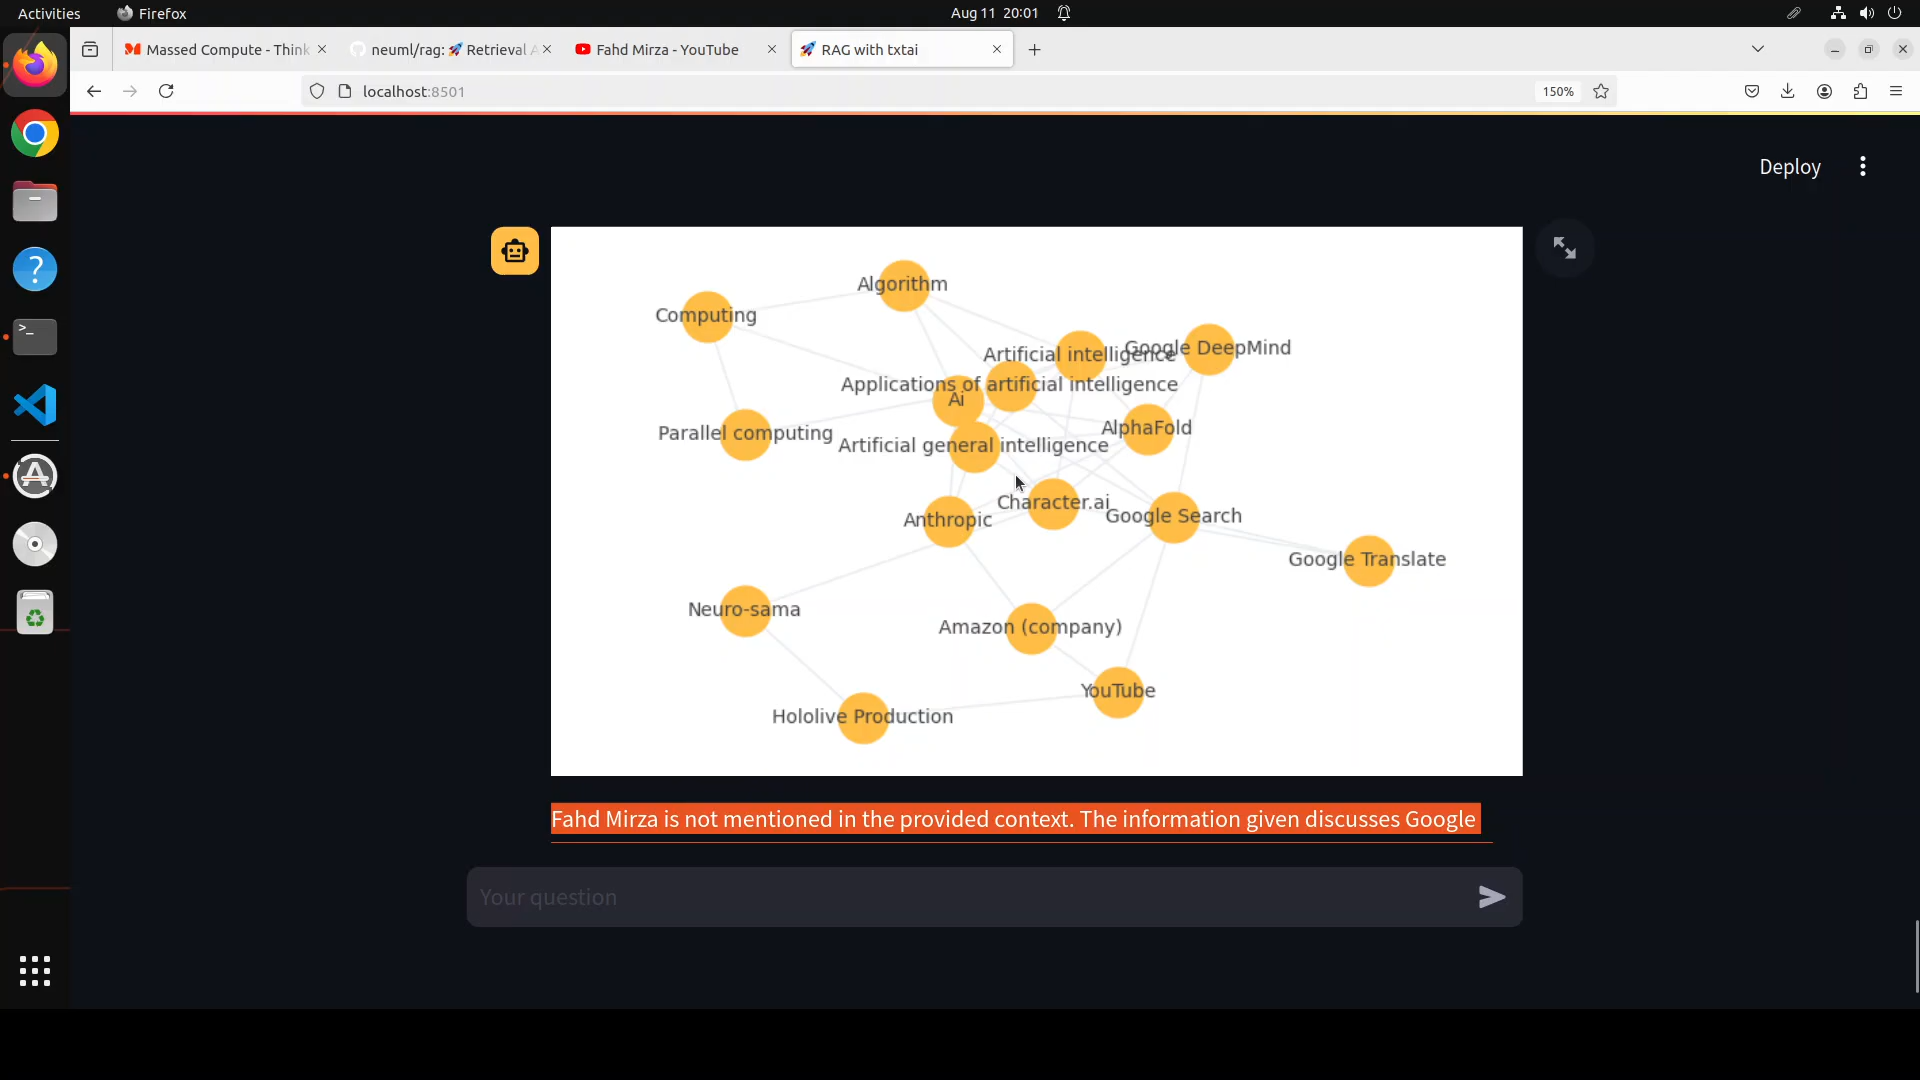 Activities
Firefox
Aug 11 20:01
Massed Compute - Think
neuml/rag: 🚀 Retrieval A
Fahd Mirza - YouTube
RAG with txtai
localhost:8501
150%
Deploy
Algorithm
Computing
Artificial intelligence
Google DeepMind
Applications of artificial intelligence
Ai
AlphaFold
Parallel computing
Artificial general intelligence
Character.ai
Anthropic
Google Search
Google Translate
Neuro-sama
Amazon (company)
YouTube
Hololive Production
Fahd Mirza is not mentioned in the provided context. The information given discusses Google
Your question